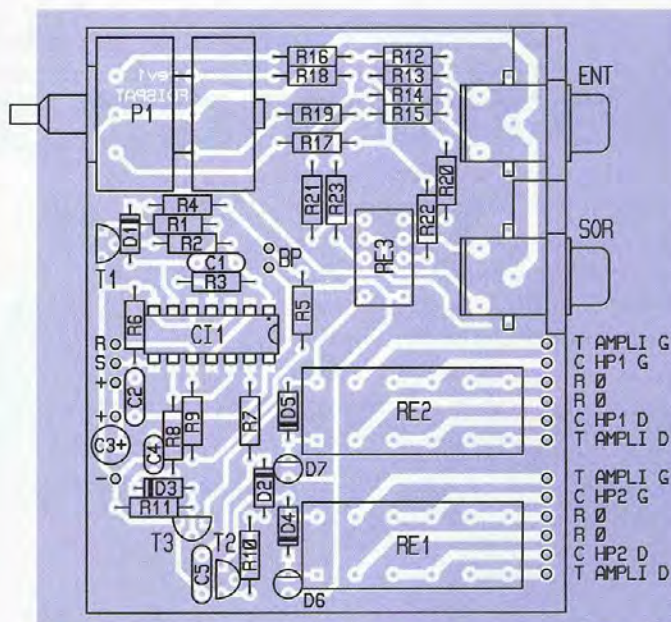 R16
R12
ENT
R18
R13
P1
R14
R19
R15
R17
R20
R21
R23
R22
SOR
R4
D1
R1
R2
RE3
T1
C1
BP
R3
R5
R6
CI1
R
S
T AMPLI G
C HP1 G
+
R Ø
C2
D5
RE2
R Ø
+
R8
R9
R7
C HP1 D
C3+
C4
T AMPLI D
D7
-
D3
D2
T AMPLI G
R11
C HP2 G
D4
R Ø
T3
T2
R10
RE1
R Ø
C5
C HP2 D
D6
T AMPLI D